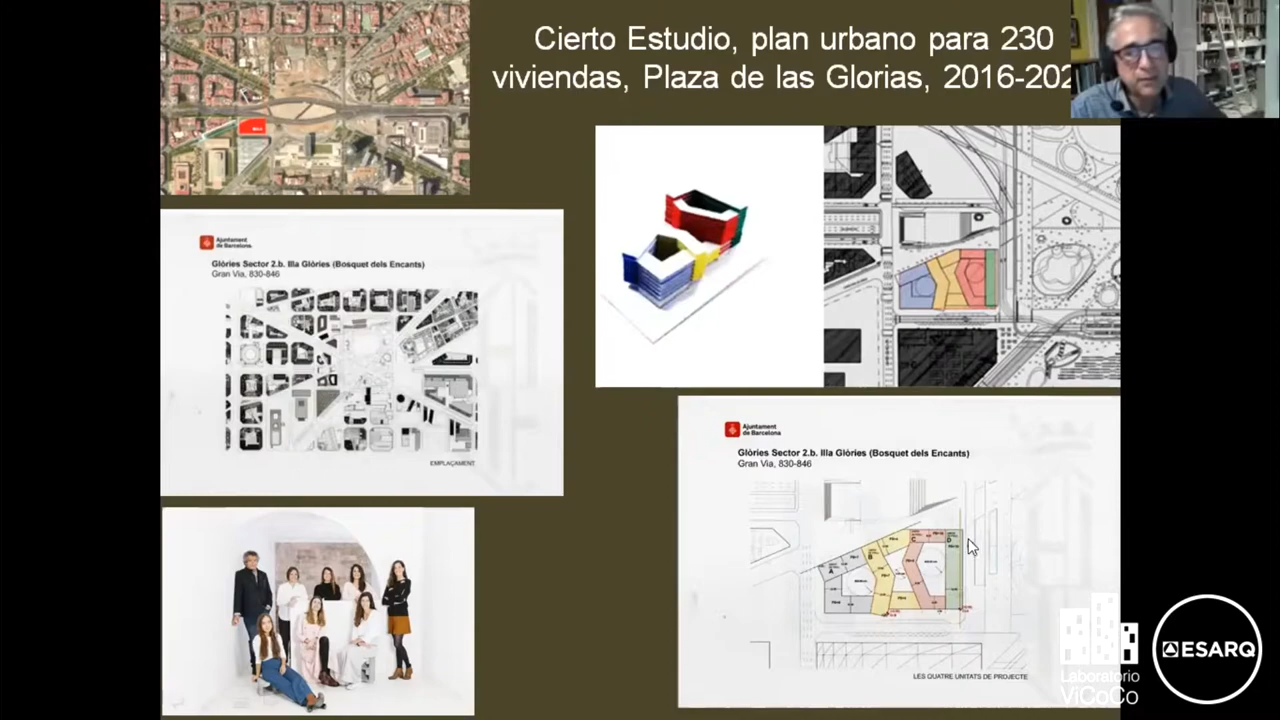 Cierto Estudio, plan urbano para 230
viviendas, Plaza de las Glorias, 2016-202
Ajuntament
de Barcelona
Glòries Sector 2.b. Illa Glòries (Bosquet dels Encants)
Gran Via, 830-846
EMPLAÇAMENT
Ajuntament
de Barcelona
Glòries Sector 2.b. Illa Glòries (Bosquet dels Encants)
Gran Via, 830-846
A
B
C
D
LES QUATRE UNITATS DE PROJECTE
Laboratorio
ViCoCo
ESARQ